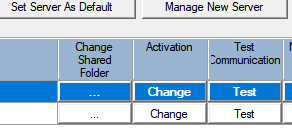 Set Server As Default Manage New Server
Change Activation Test
Shared Communication
Folder
... Change Test
... Change Test